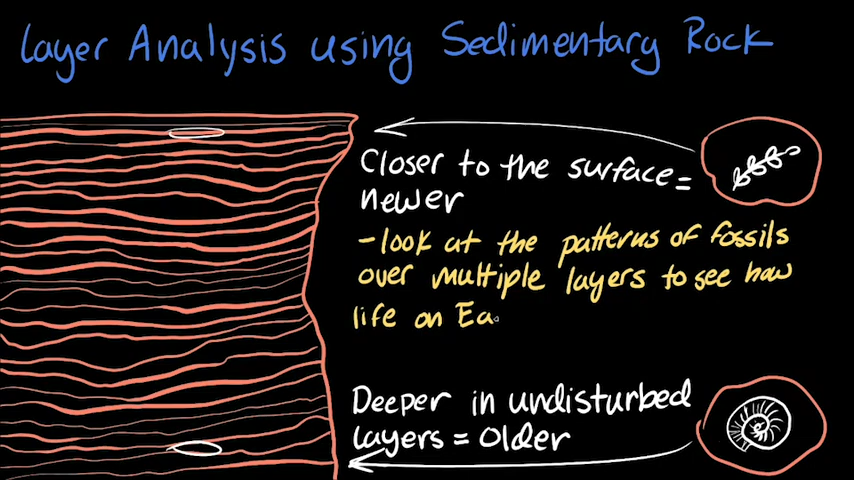 Layer Analysis using Sedimentary Rock
Closer to the surface =
newer
- look at the patterns of fossils
over multiple layers to see how
life on Ea
Deeper in undisturbed
layers = older